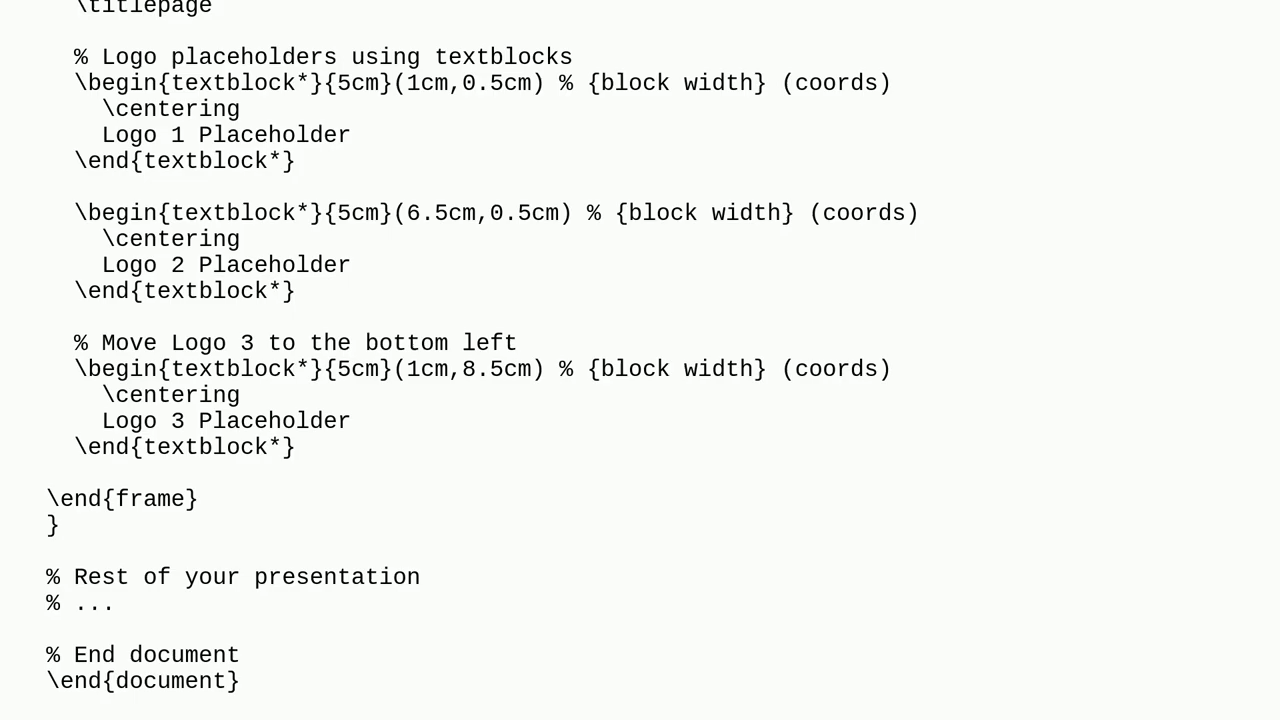 \titlepage
% Logo placeholders using textblocks
\begin{textblock*}{5cm}(1cm,0.5cm) % {block width} (coords)
\centering
Logo 1 Placeholder
\end{textblock*}
\begin{textblock*}{5cm}(6.5cm,0.5cm) % {block width} (coords)
\centering
Logo 2 Placeholder
\end{textblock*}
% Move Logo 3 to the bottom left
\begin{textblock*}{5cm}(1cm,8.5cm) % {block width} (coords)
\centering
Logo 3 Placeholder
\end{textblock*}
\end{frame}
}
% Rest of your presentation
% ...
% End document
\end{document}